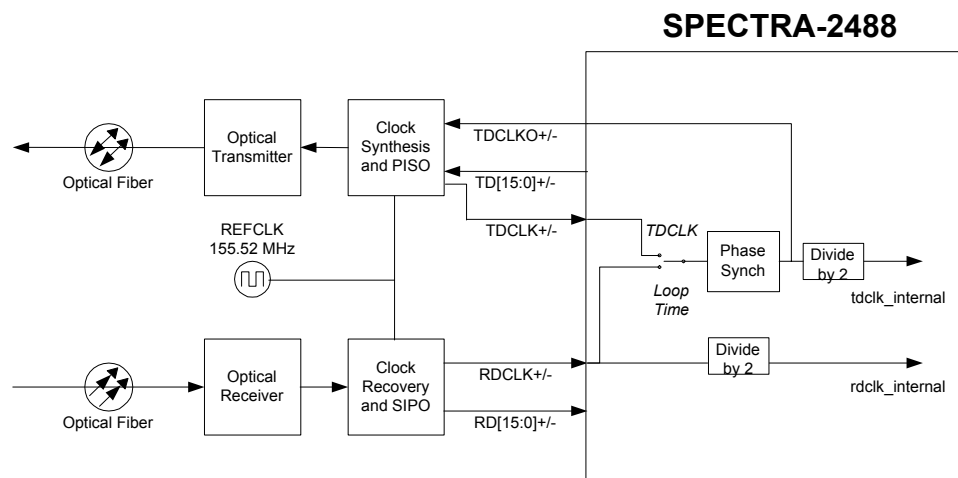 SPECTRA-2488
Optical Fiber
Optical
Transmitter
Clock
Synthesis
and PISO
TDCLKO+/-
TD[15:0]+/-
TDCLK+/-
REFCLK
155.52 MHz
TDCLK
Loop
Time
Phase
Synch
Divide
by 2
tdclk_internal
Optical Fiber
Optical
Receiver
Clock
Recovery
and SIPO
RDCLK+/-
RD[15:0]+/-
Divide
by 2
rdclk_internal